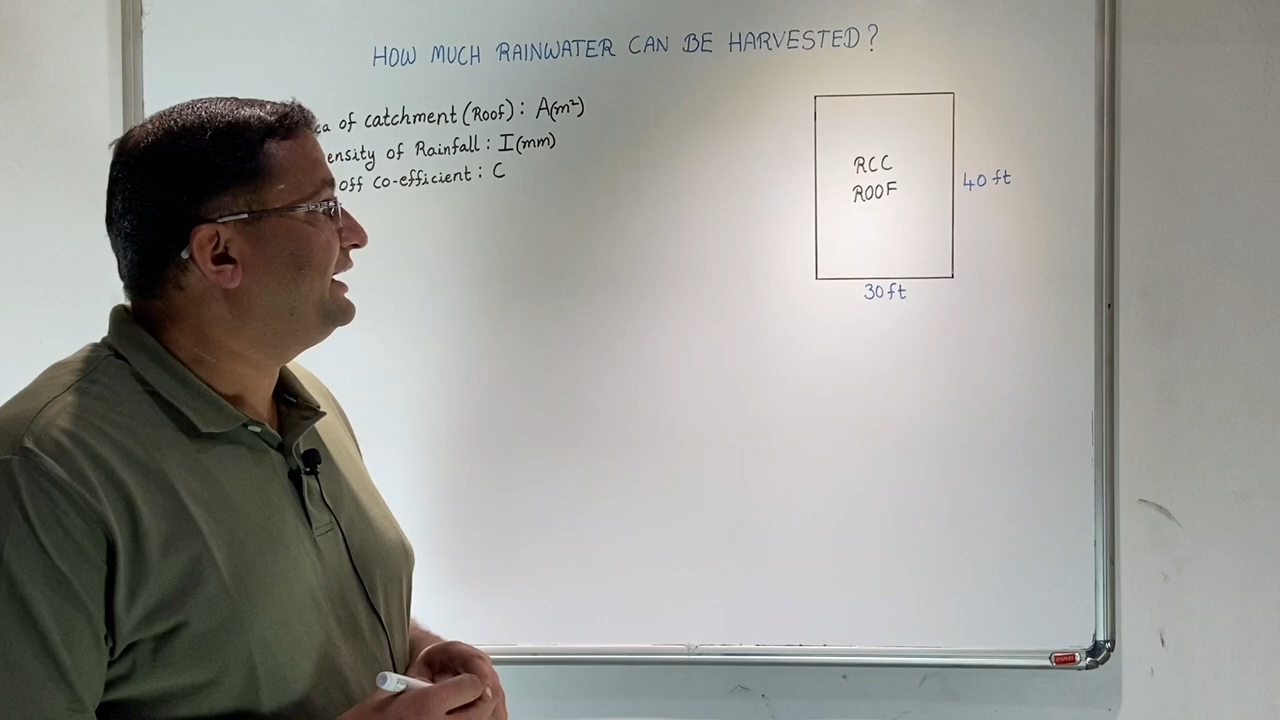 HOW MUCH RAINWATER CAN BE HARVESTED?
of catchment (Roof): A(m²)
of Rainfall: I(mm)
off Co-efficient: C
RCC
ROOF
40 ft
30 ft